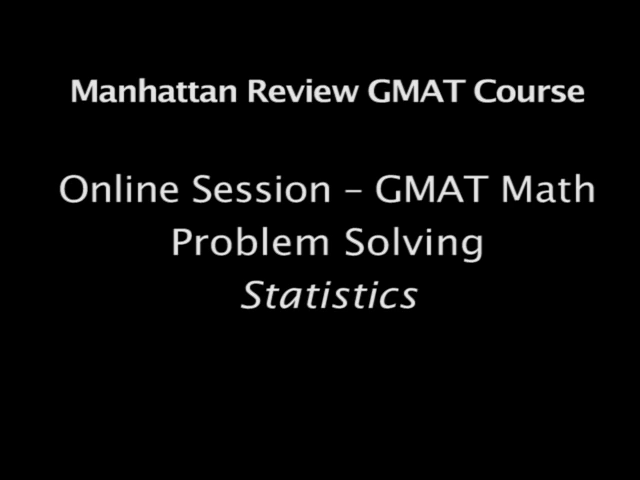 Manhattan Review GMAT Course
Online Session – GMAT Math
Problem Solving
Statistics